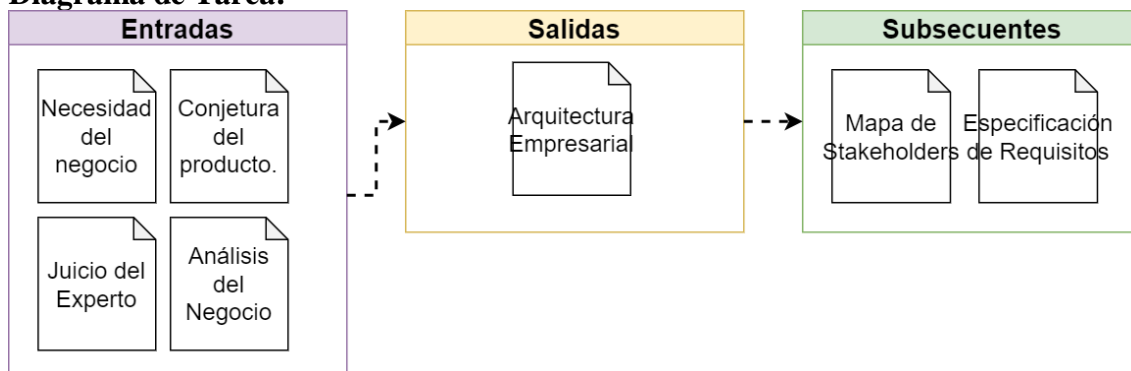 Diagrama de Tarea:
Entradas
Necesidad
del
negocio
Conjetura
del
producto.
Juicio del
Experto
Análisis
del
Negocio
Salidas
Arquitectura
Empresarial
Subsecuentes
Mapa de
Stakeholders
Especificación
de Requisitos